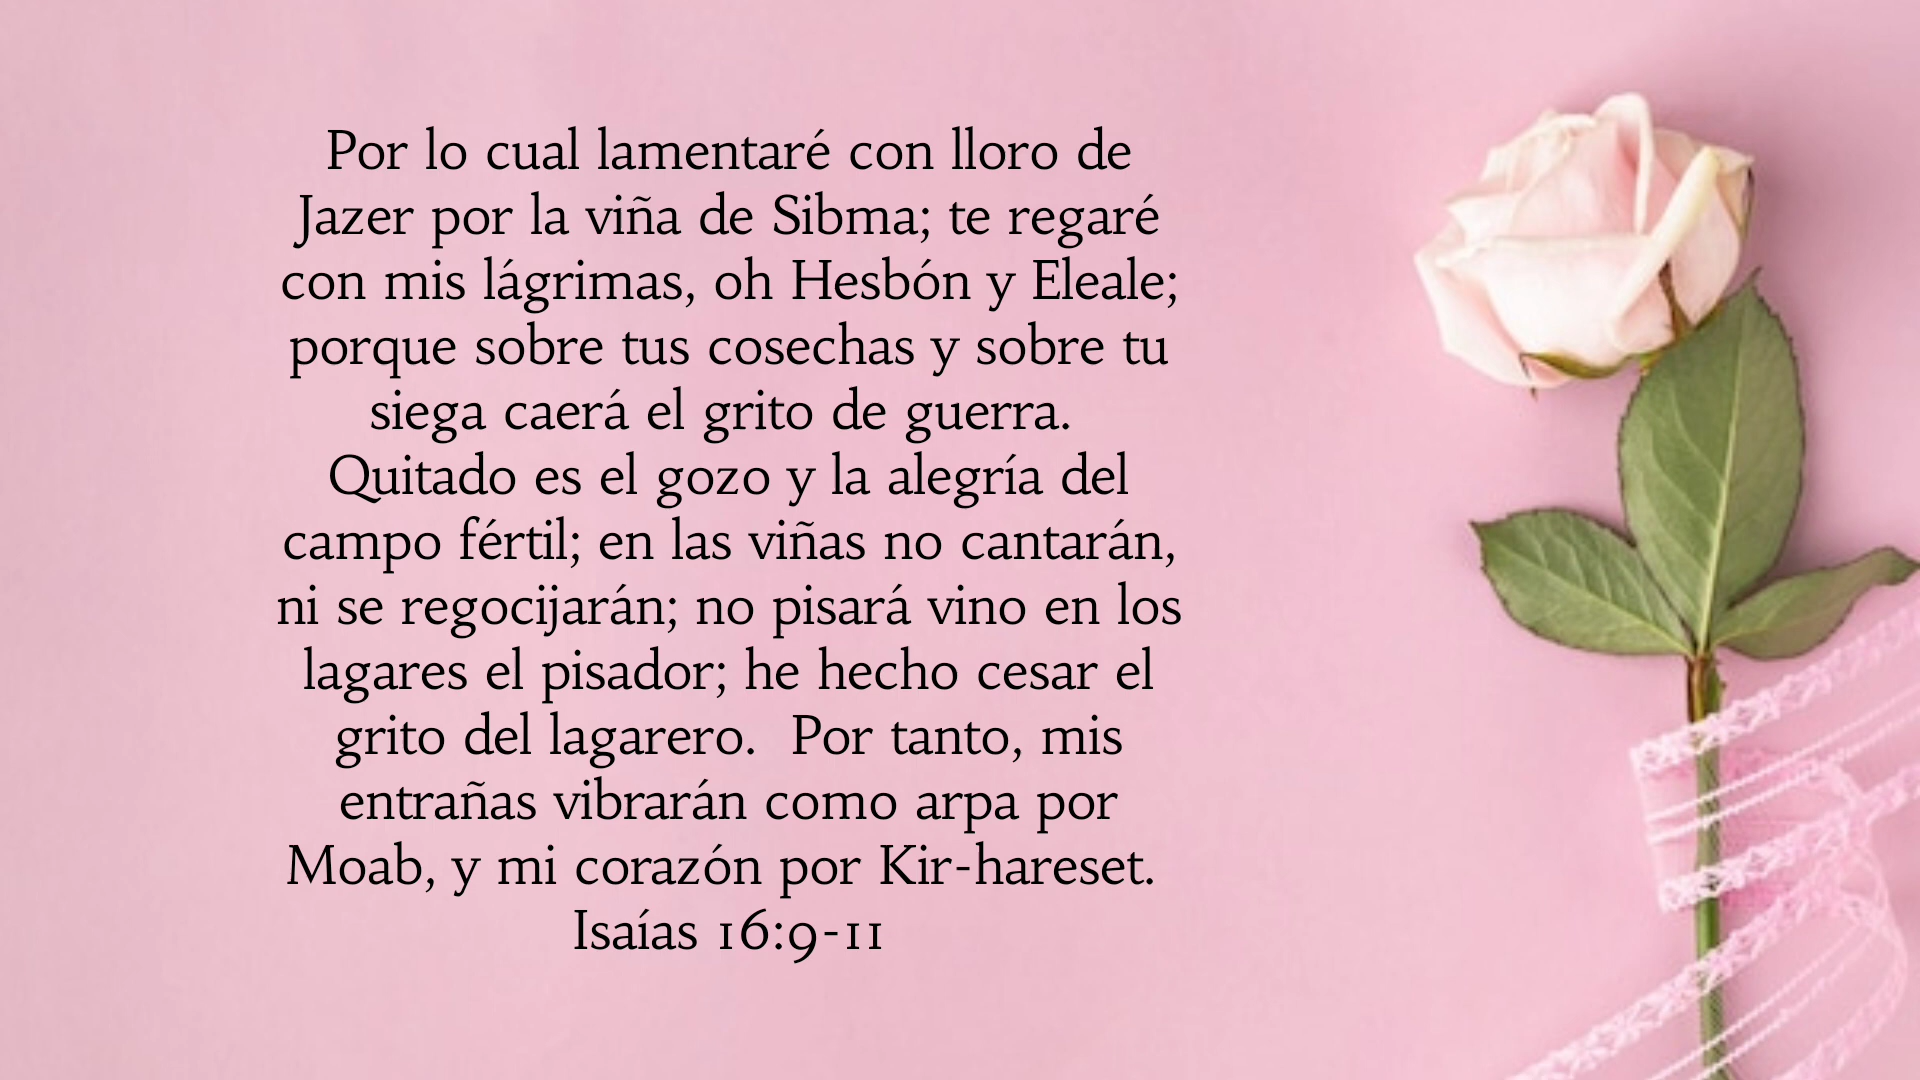 Por lo cual lamentaré con lloro de
Jazer por la viña de Sibma; te regaré
con mis lágrimas, oh Hesbón y Eleale;
porque sobre tus cosechas y sobre tu
siega caerá el grito de guerra.
Quitado es el gozo y la alegría del
campo fértil; en las viñas no cantarán,
ni se regocijarán; no pisará vino en los
lagares el pisador; he hecho cesar el
grito del lagarero.  Por tanto, mis
entrañas vibrarán como arpa por
Moab, y mi corazón por Kir-hareset.
Isaías 16:9-11